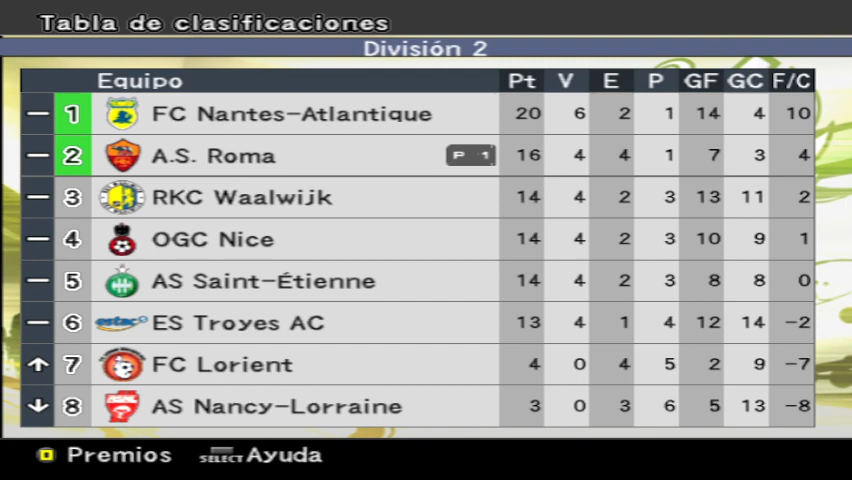 Tabla de clasificaciones
División 2
Equipo Pt V E P GF GC F/C
1 FC Nantes-Atlantique 20 6 2 1 14 4 10
2 A.S. Roma P 1 16 4 4 1 7 3 4
3 RKC Waalwijk 14 4 2 3 13 11 2
4 OGC Nice 14 4 2 3 10 9 1
5 AS Saint-Étienne 14 4 2 3 8 8 0
6 estac ES Troyes AC 13 4 1 4 12 14 -2
7 FC Lorient 4 0 4 5 2 9 -7
8 AS Nancy-Lorraine 3 0 3 6 5 13 -8
Premios SELECT Ayuda